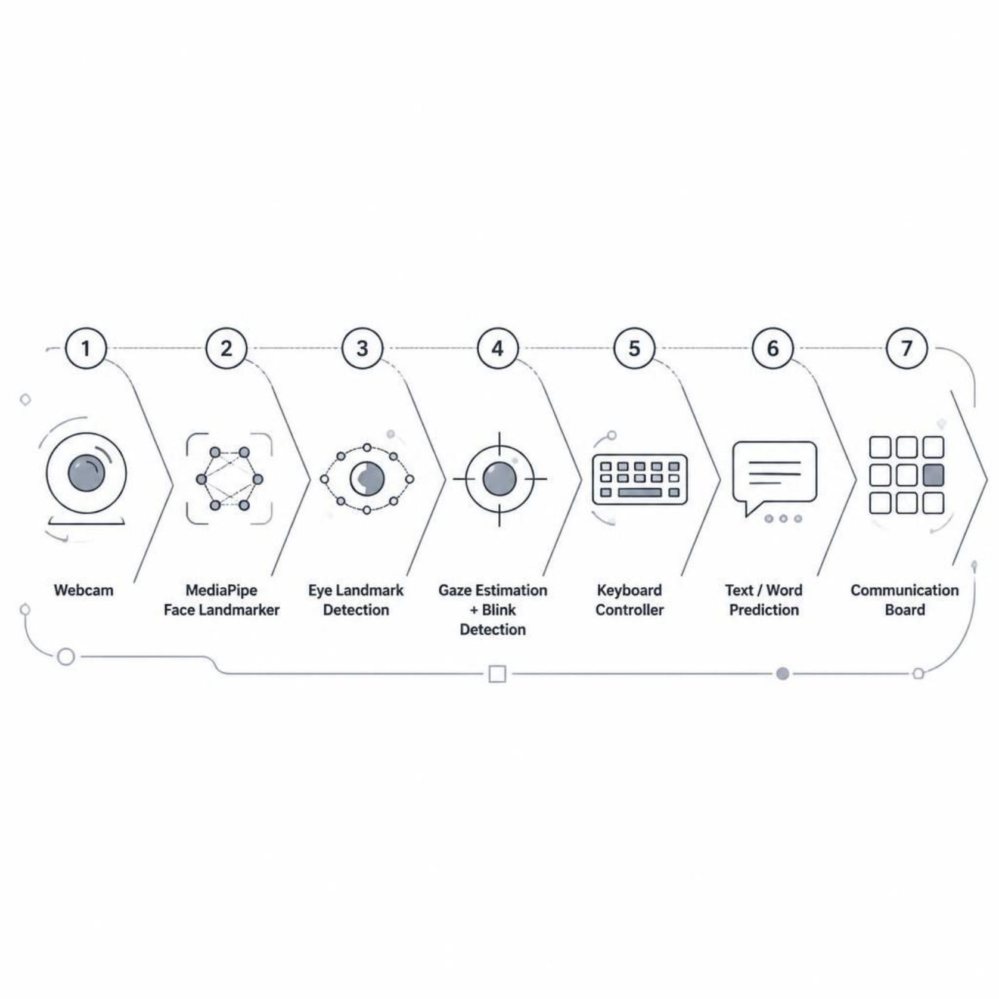 1
2
3
4
5
6
7
Webcam
MediaPipe
Face Landmarker
Eye Landmark
Detection
Gaze Estimation
+ Blink
Detection
Keyboard
Controller
Text / Word
Prediction
Communication
Board